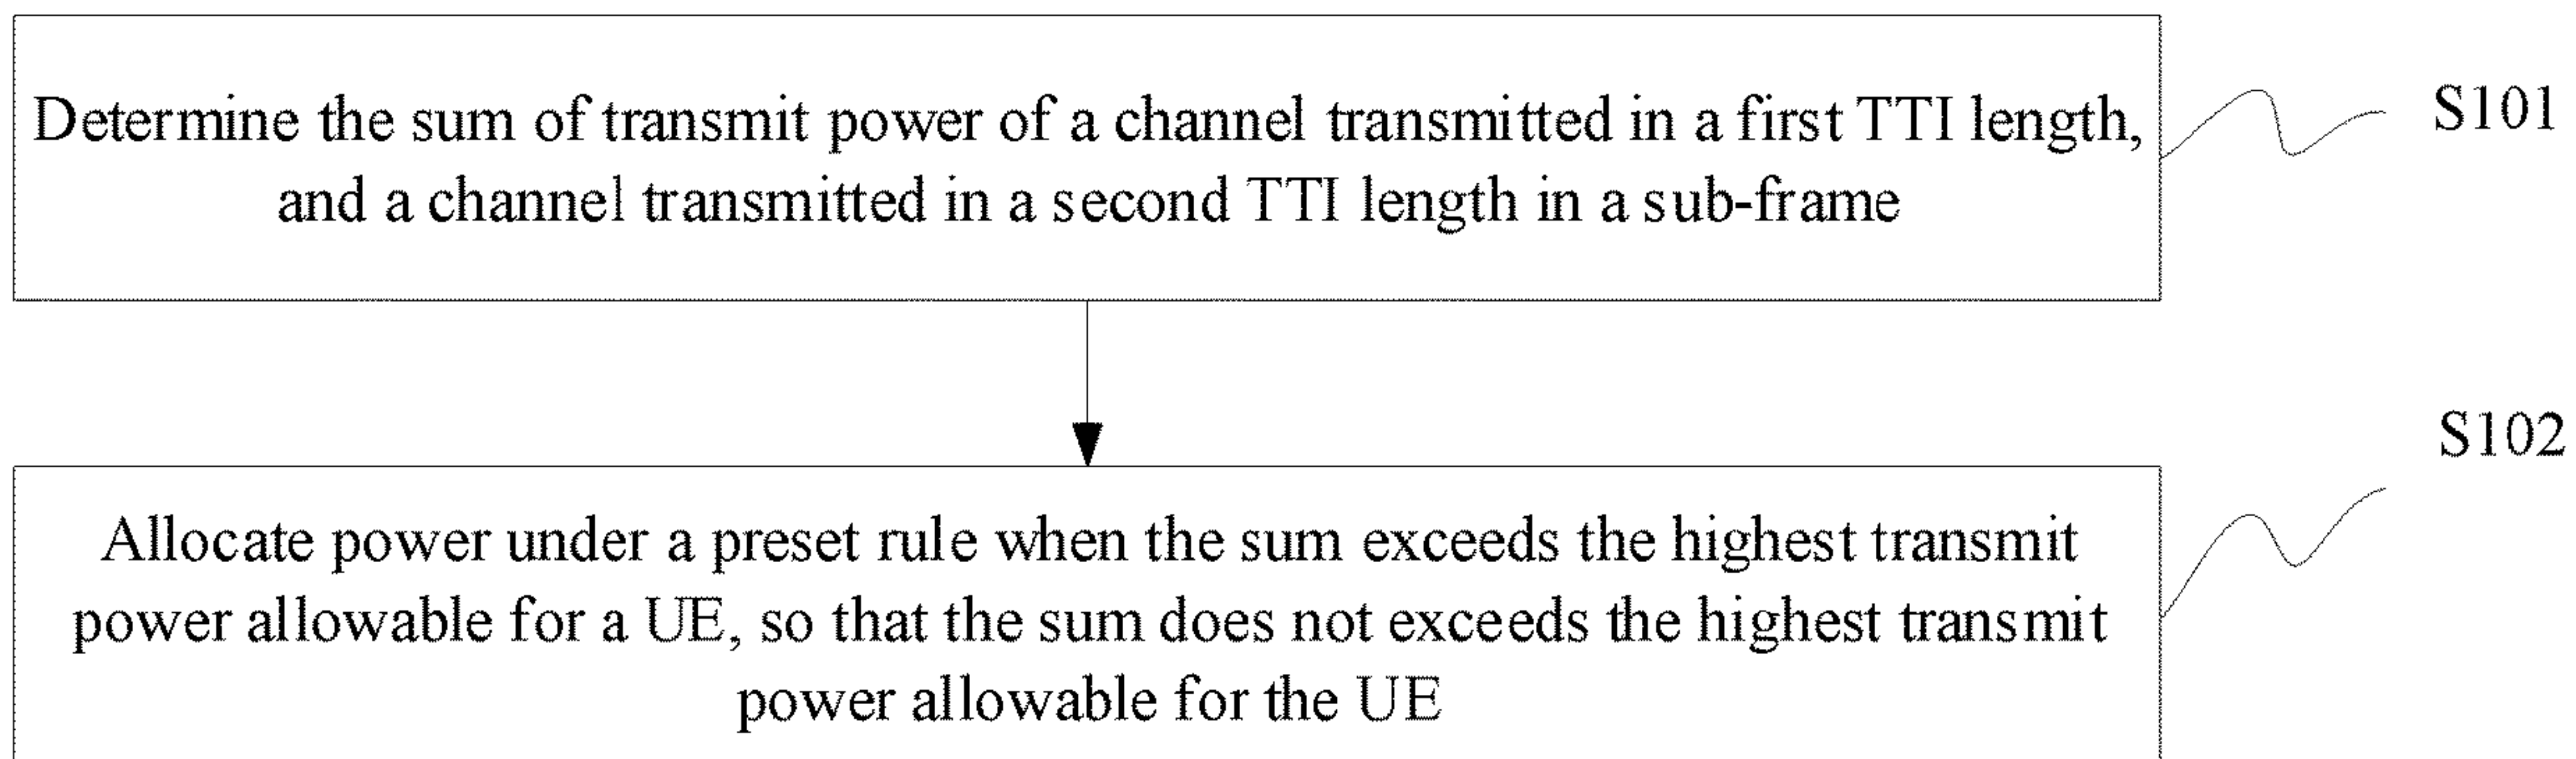 Determine the sum of transmit power of a channel transmitted in a first TTI length,
and a channel transmitted in a second TTI length in a sub-frame
S101
S102
Allocate power under a preset rule when the sum exceeds the highest transmit
power allowable for a UE, so that the sum does not exceeds the highest transmit
power allowable for the UE